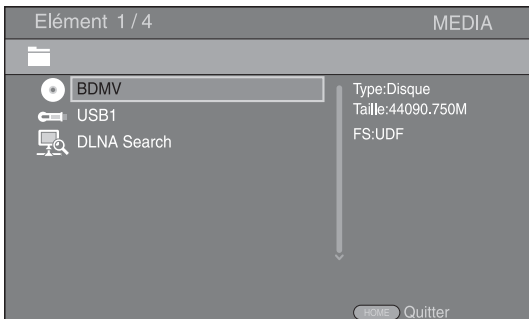 Elément 1/4 MEDIA
BDMV
USB1
DLNA Search
Type:Disque
Taille:44090.750M
FS:UDF
HOME Quitter